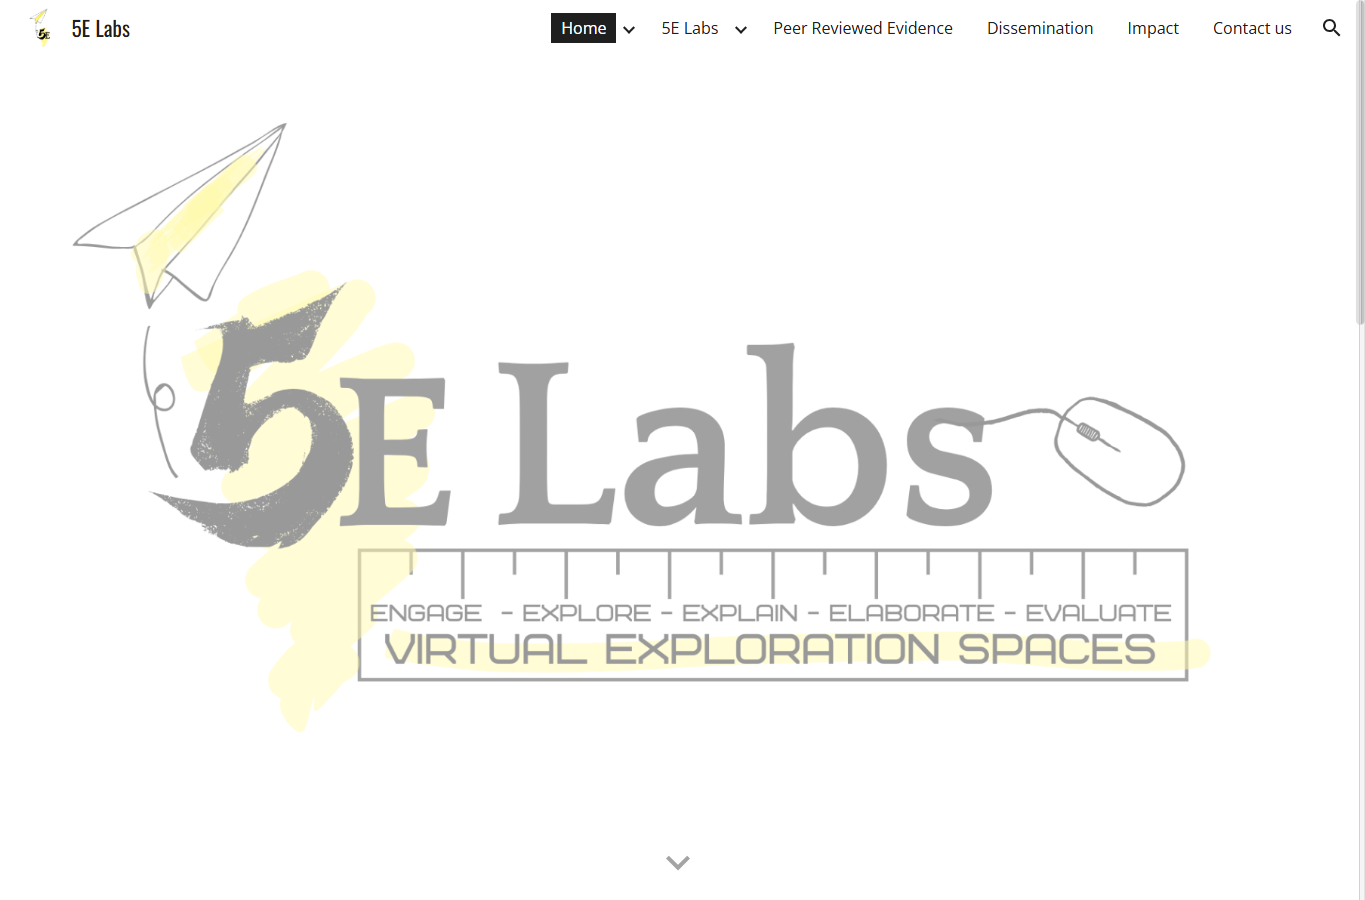 5E Labs
Home
5E Labs
Peer Reviewed Evidence
Dissemination
Impact
Contact us
5E Labs
ENGAGE - EXPLORE - EXPLAIN - ELABORATE - EVALUATE
VIRTUAL EXPLORATION SPACES